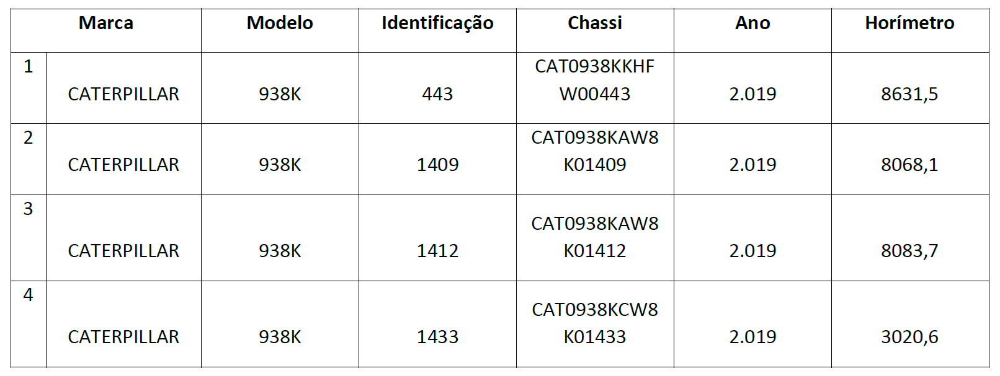 Marca Modelo Identificação Chassi Ano Horímetro
1 CATERPILLAR 938K 443 CAT0938KKHF
W00443 2.019 8631,5
2 CATERPILLAR 938K 1409 CAT0938KAW8
K01409 2.019 8068,1
3 CATERPILLAR 938K 1412 CAT0938KAW8
K01412 2.019 8083,7
4 CATERPILLAR 938K 1433 CAT0938KCW8
K01433 2.019 3020,6